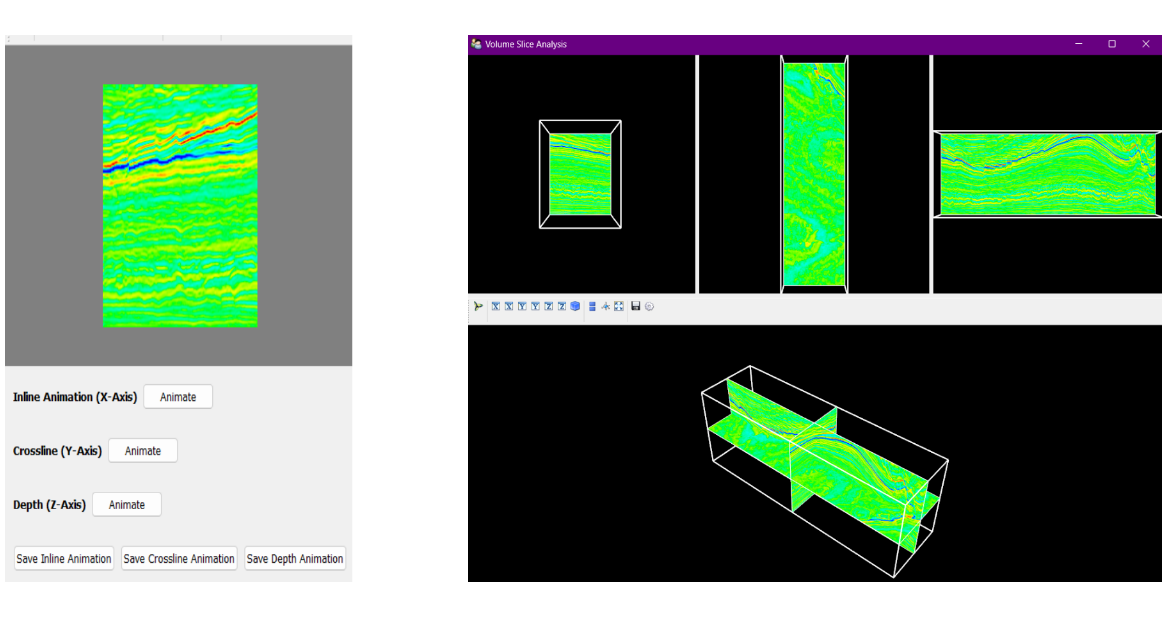 Volume Slice Analysis
X X Y Y Z Z
Inline Animation (X-Axis) Animate
Crossline (Y-Axis) Animate
Depth (Z-Axis) Animate
Save Inline Animation Save Crossline Animation Save Depth Animation